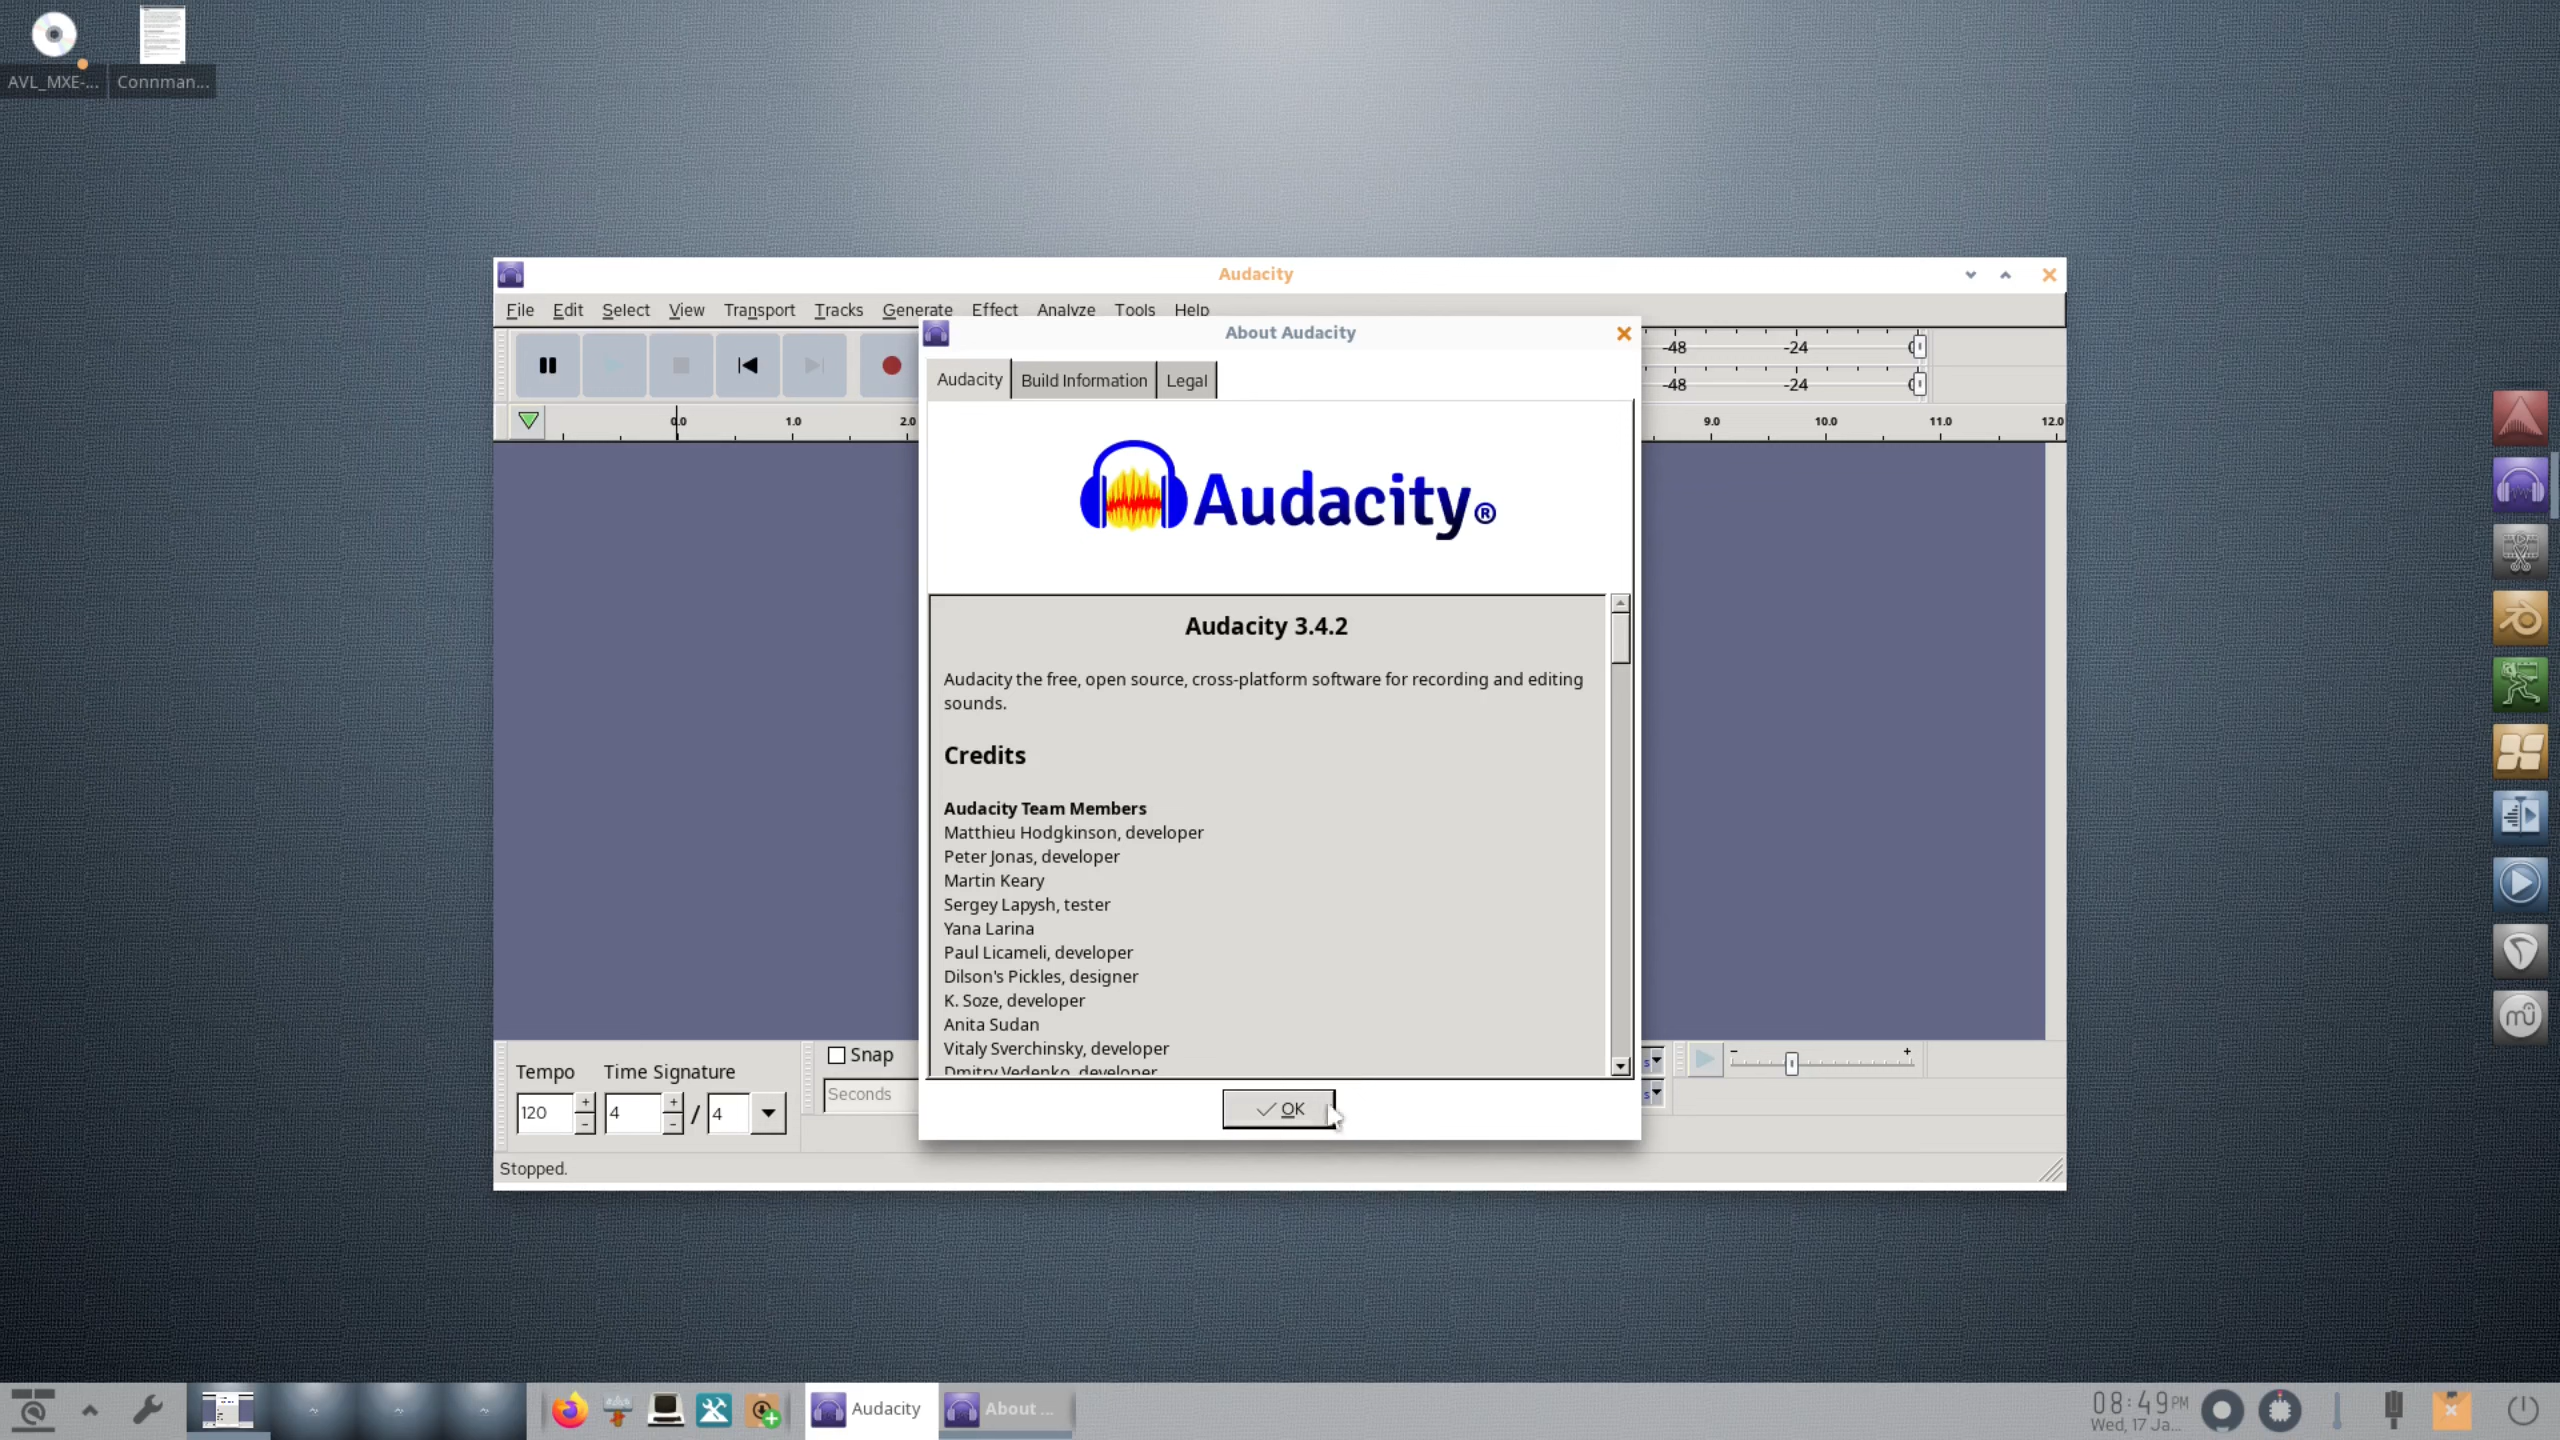 AVL_MXE-...
Connman...
Audacity
File Edit Select View Transport Tracks Generate Effect Analyze Tools Help
About Audacity
-48 -24
Audacity Build Information Legal
-48 -24
0.0 1.0 2.0 9.0 10.0 11.0 12.0
Audacity®
Audacity 3.4.2
Audacity the free, open source, cross-platform software for recording and editing
sounds.
Credits
Audacity Team Members
Matthieu Hodgkinson, developer
Peter Jonas, developer
Martin Keary
Sergey Lapysh, tester
Yana Larina
Paul Licameli, developer
Dilson's Pickles, designer
K. Soze, developer
Anita Sudan
Vitaly Sverchinsky, developer
Dmitry Vedenko, developer
OK
Snap
Tempo Time Signature
Seconds
120 4 / 4
Stopped.
Audacity
About ...
08:49PM
Wed, 17 Ja...